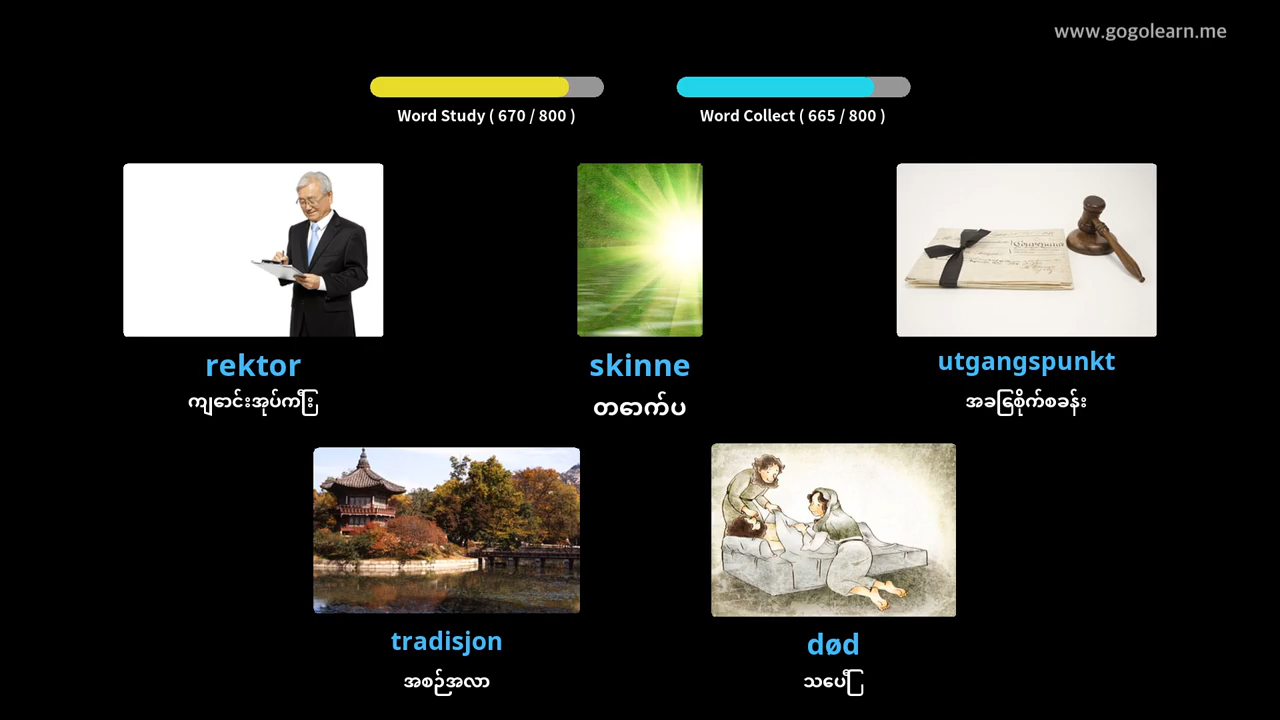 www.gogolearn.me
Word Study ( 670 / 800 )
Word Collect ( 665 / 800 )
rektor
ကျောင်းအုပ်ကြီး
skinne
တောက်ပ
utgangspunkt
အခြေစိုက်စခန်း
tradisjon
အစဉ်အလာ
død
သေပြီ